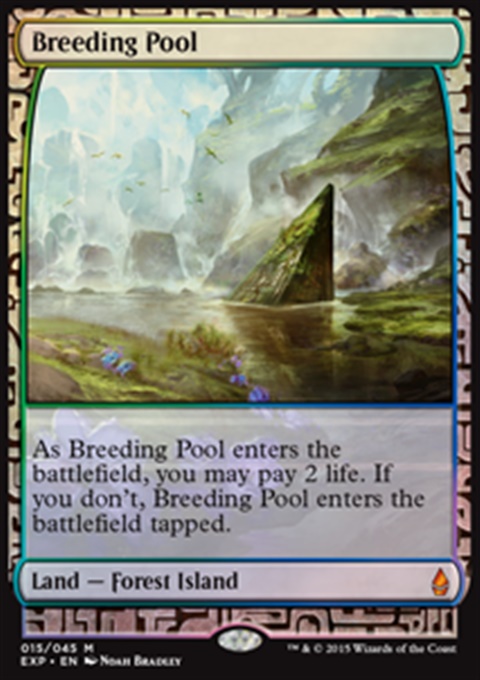 Breeding Pool
As Breeding Pool enters the
battlefield, you may pay 2 life. If
you don't, Breeding Pool enters the
battlefield tapped.
Land — Forest Island
015/045 M
EXP • EN Noah Bradley
™ & © 2015 Wizards of the Coast